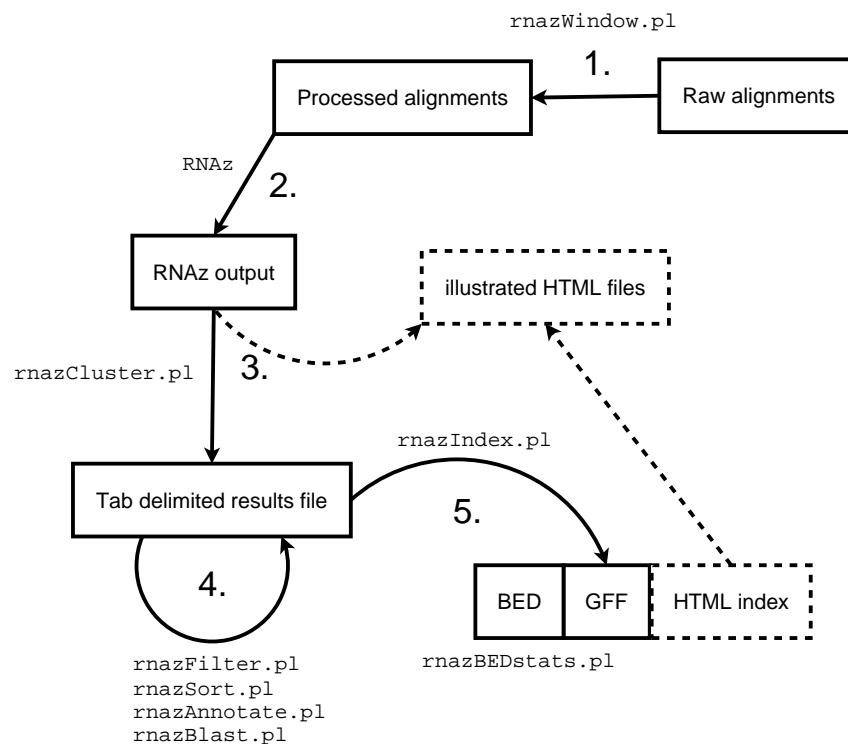 rnazWindow.pl
1.
Processed alignments
Raw alignments
RNAz
2.
RNAz output
illustrated HTML files
rnazCluster.pl
3.
rnazIndex.pl
Tab delimited results file
5.
4.
BED
GFF
HTML index
rnazBEDstats.pl
rnazFilter.pl
rnazSort.pl
rnazAnnotate.pl
rnazBlast.pl